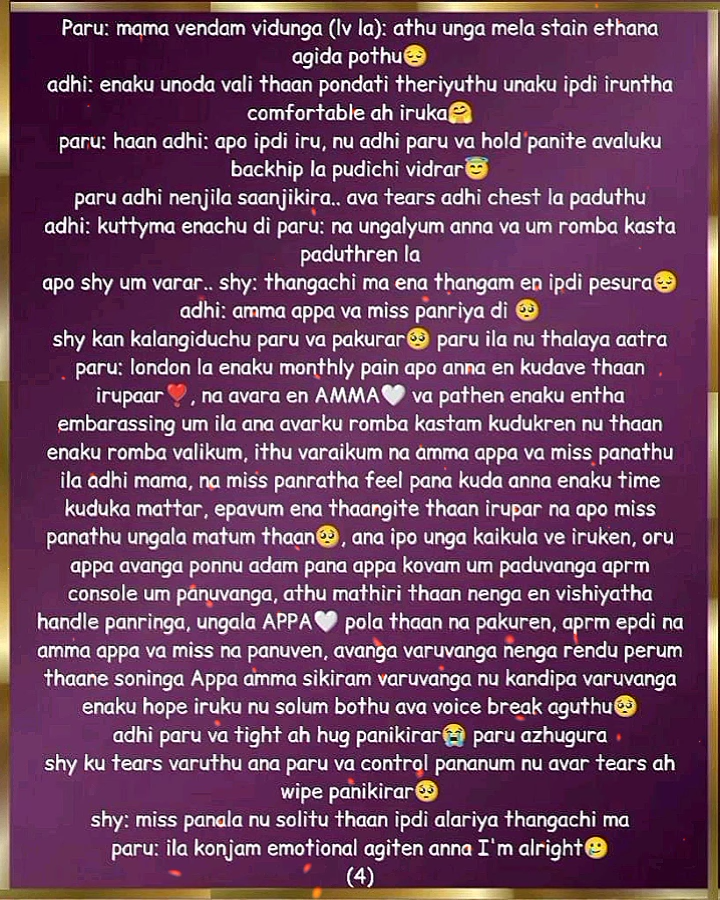 Paru: mama vendam vidunga (lv la): athu unga mela stain ethana
agida pothu😔
adhi: enaku unoda vali thaan pondati theriyuthu unaku ipdi iruntha
comfortable ah iruka🤗
paru: haan adhi: apo ipdi iru, nu adhi paru va hold panite avaluku
backhip la pudichi vidrar😇
paru adhi nenjila saanjikira.. ava tears adhi chest la paduthu
adhi: kuttyma enachu di paru: na ungalyum anna va um romba kasta
paduthren la
apo shy um varar.. shy: thangachi ma ena thangam en ipdi pesura😔
adhi: amma appa va miss panriya di 🥺
shy kan kalangiduchu paru va pakurar🥺 paru ila nu thalaya aatra
paru: london la enaku monthly pain apo anna en kudave thaan
irupaar❣️, na avara en AMMA🤍 va pathen enaku entha
embarassing um ila ana avarku romba kastam kudukren nu thaan
enaku romba valikum, ithu varaikum na amma appa va miss panathu
ila adhi mama, na miss panratha feel pana kuda anna enaku time
kuduka mattar, epavum ena thaangite thaan irupar na apo miss
panathu ungala matum thaan🥺, ana ipo unga kaikula ve iruken, oru
appa avanga ponnu adam pana appa kovam um paduvanga aprm
console um panuvanga, athu mathiri thaan nenga en vishiyatha
handle panringa, ungala APPA🤍 pola thaan na pakuren, aprm epdi na
amma appa va miss na panuven, avanga varuvanga nenga rendu perum
thaane soninga Appa amma sikiram varuvanga nu kandipa varuvanga
enaku hope iruku nu solum bothu ava voice break aguthu🥺
adhi paru va tight ah hug panikirar😭 paru azhugura
shy ku tears varuthu ana paru va control pananum nu avar tears ah
wipe panikirar🥺
shy: miss panala nu solitu thaan ipdi alariya thangachi ma
paru: ila konjam emotional agiten anna I'm alright🥲
(4)